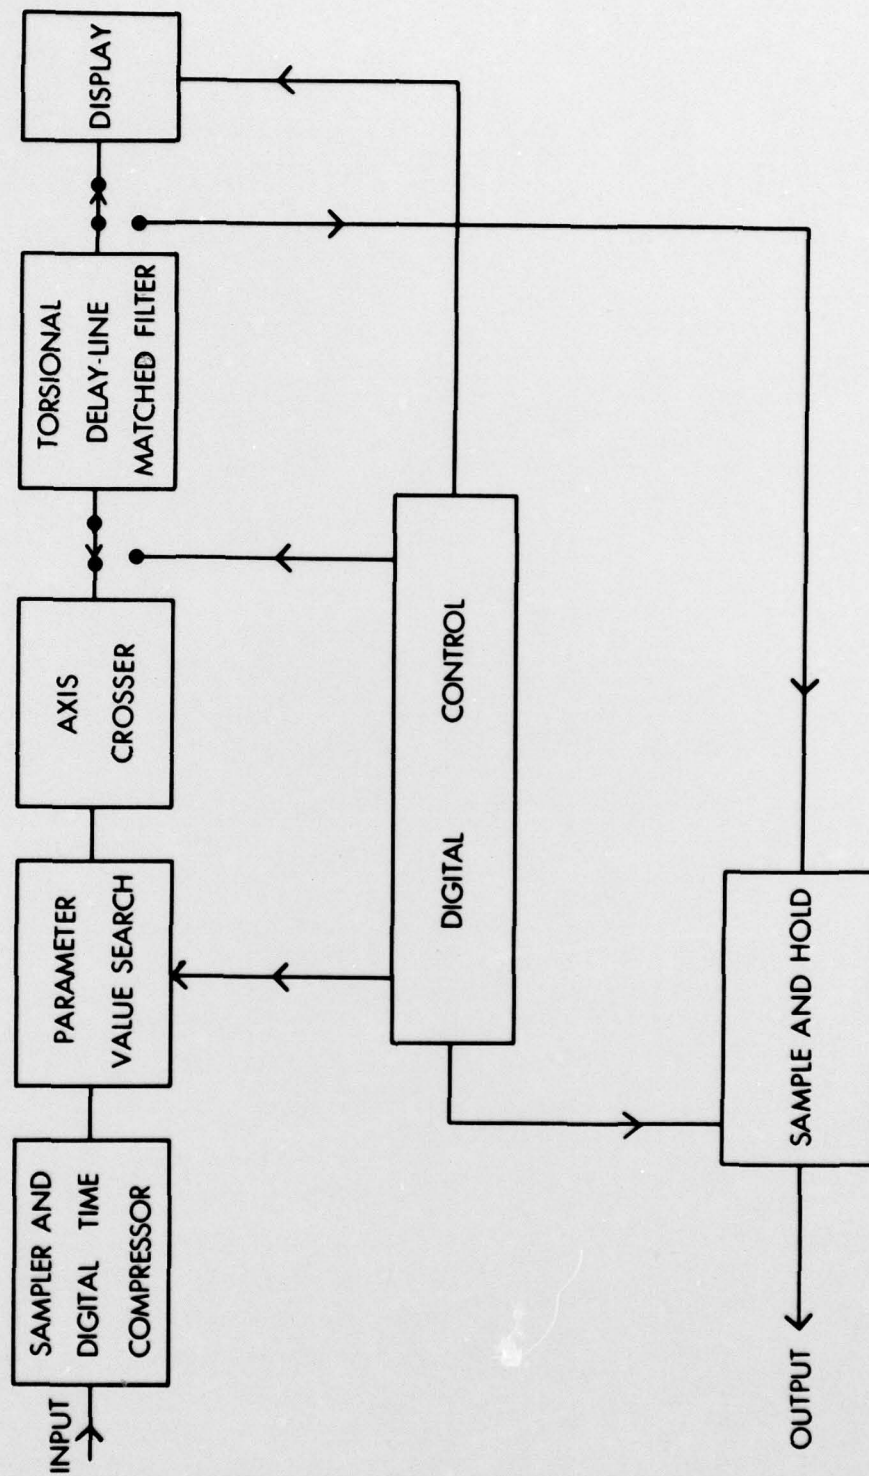 INPUT
SAMPLER AND
DIGITAL TIME
COMPRESSOR
PARAMETER
VALUE SEARCH
AXIS
CROSSER
TORSIONAL
DELAY-LINE
MATCHED FILTER
DISPLAY
DIGITAL CONTROL
SAMPLE AND HOLD
OUTPUT